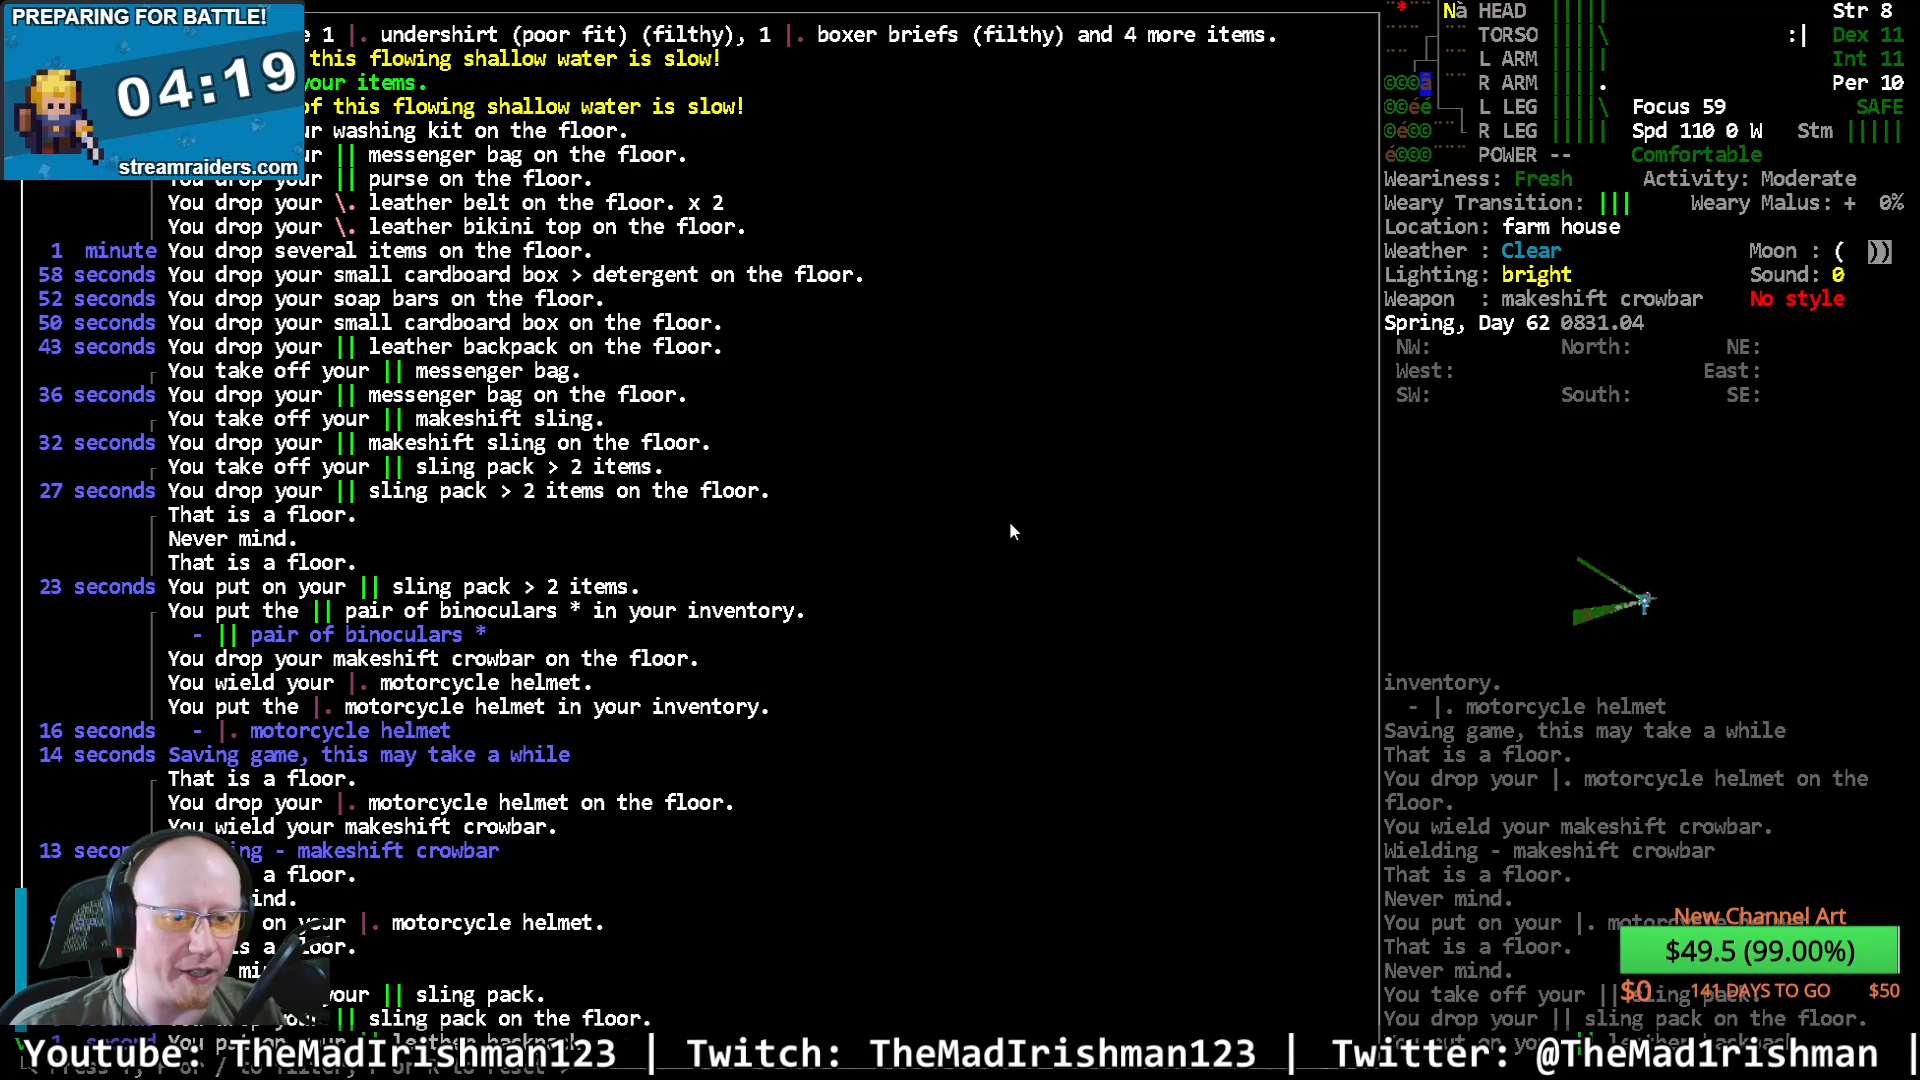 PREPARING FOR BATTLE!
04:19
streamraiders.com
e 1 |. undershirt (poor fit) (filthy), 1 |. boxer briefs (filthy) and 4 more items.
this flowing shallow water is slow!
your items.
of this flowing shallow water is slow!
ur washing kit on the floor.
ur || messenger bag on the floor.
You drop your || purse on the floor.
You drop your \. leather belt on the floor. x 2
You drop your \. leather bikini top on the floor.
1 minute You drop several items on the floor.
58 seconds You drop your small cardboard box > detergent on the floor.
52 seconds You drop your soap bars on the floor.
50 seconds You drop your small cardboard box on the floor.
43 seconds You drop your || leather backpack on the floor.
You take off your || messenger bag.
36 seconds You drop your || messenger bag on the floor.
You take off your || makeshift sling.
32 seconds You drop your || makeshift sling on the floor.
You take off your || sling pack > 2 items.
27 seconds You drop your || sling pack > 2 items on the floor.
That is a floor.
Never mind.
That is a floor.
23 seconds You put on your || sling pack > 2 items.
You put the || pair of binoculars * in your inventory.
- || pair of binoculars *
You drop your makeshift crowbar on the floor.
You wield your |. motorcycle helmet.
You put the |. motorcycle helmet in your inventory.
16 seconds - |. motorcycle helmet
14 seconds Saving game, this may take a while
That is a floor.
You drop your |. motorcycle helmet on the floor.
You wield your makeshift crowbar.
13 secon ing - makeshift crowbar
a floor.
ind.
on your |. motorcycle helmet.
is a floor.
mi
your || sling pack.
your || sling pack on the floor.
HEAD ||||| Str 8
TORSO ||||\ :| Dex 11
L ARM ||||| Int 11
R ARM ||||. Per 10
L LEG ||||\ Focus 59 SAFE
R LEG ||||| Spd 110 0 W Stm |||||
POWER -- Comfortable
Weariness: Fresh Activity: Moderate
Weary Transition: ||| Weary Malus: + 0%
Location: farm house
Weather : Clear Moon : ( ))
Lighting: bright Sound: 0
Weapon : makeshift crowbar No style
Spring, Day 62 0831.04
NW: North: NE:
West: East:
SW: South: SE:
inventory.
- |. motorcycle helmet
Saving game, this may take a while
That is a floor.
You drop your |. motorcycle helmet on the
floor.
You wield your makeshift crowbar.
Wielding - makeshift crowbar
That is a floor.
Never mind.
You put on your |. motorcycle helmet.
That is a floor.
Never mind.
You take off your || sling pack.
You drop your || sling pack on the floor.
New Channel Art
$49.5 (99.00%)
$0 141 DAYS TO GO $50
Youtube: TheMadIrishman123 | Twitch: TheMadIrishman123 | Twitter: @TheMad1rishman |